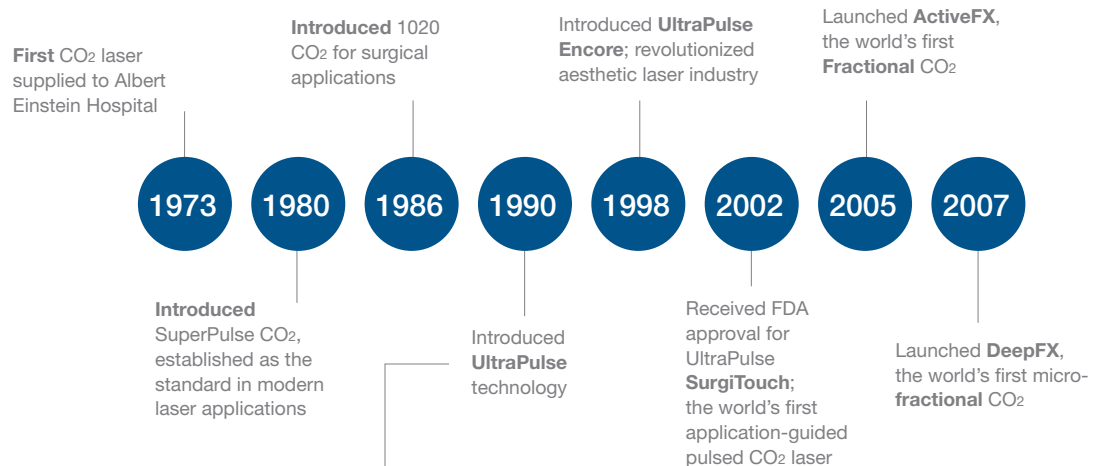 First CO2 laser
supplied to Albert
Einstein Hospital
Introduced 1020
CO2 for surgical
applications
Introduced UltraPulse
Encore; revolutionized
aesthetic laser industry
Launched ActiveFX,
the world's first
Fractional CO2
1973
1980
1986
1990
1998
2002
2005
2007
Introduced
SuperPulse CO2,
established as the
standard in modern
laser applications
Introduced
UltraPulse
technology
Received FDA
approval for
UltraPulse
SurgiTouch;
the world's first
application-guided
pulsed CO2 laser
Launched DeepFX,
the world's first micro-
fractional CO2